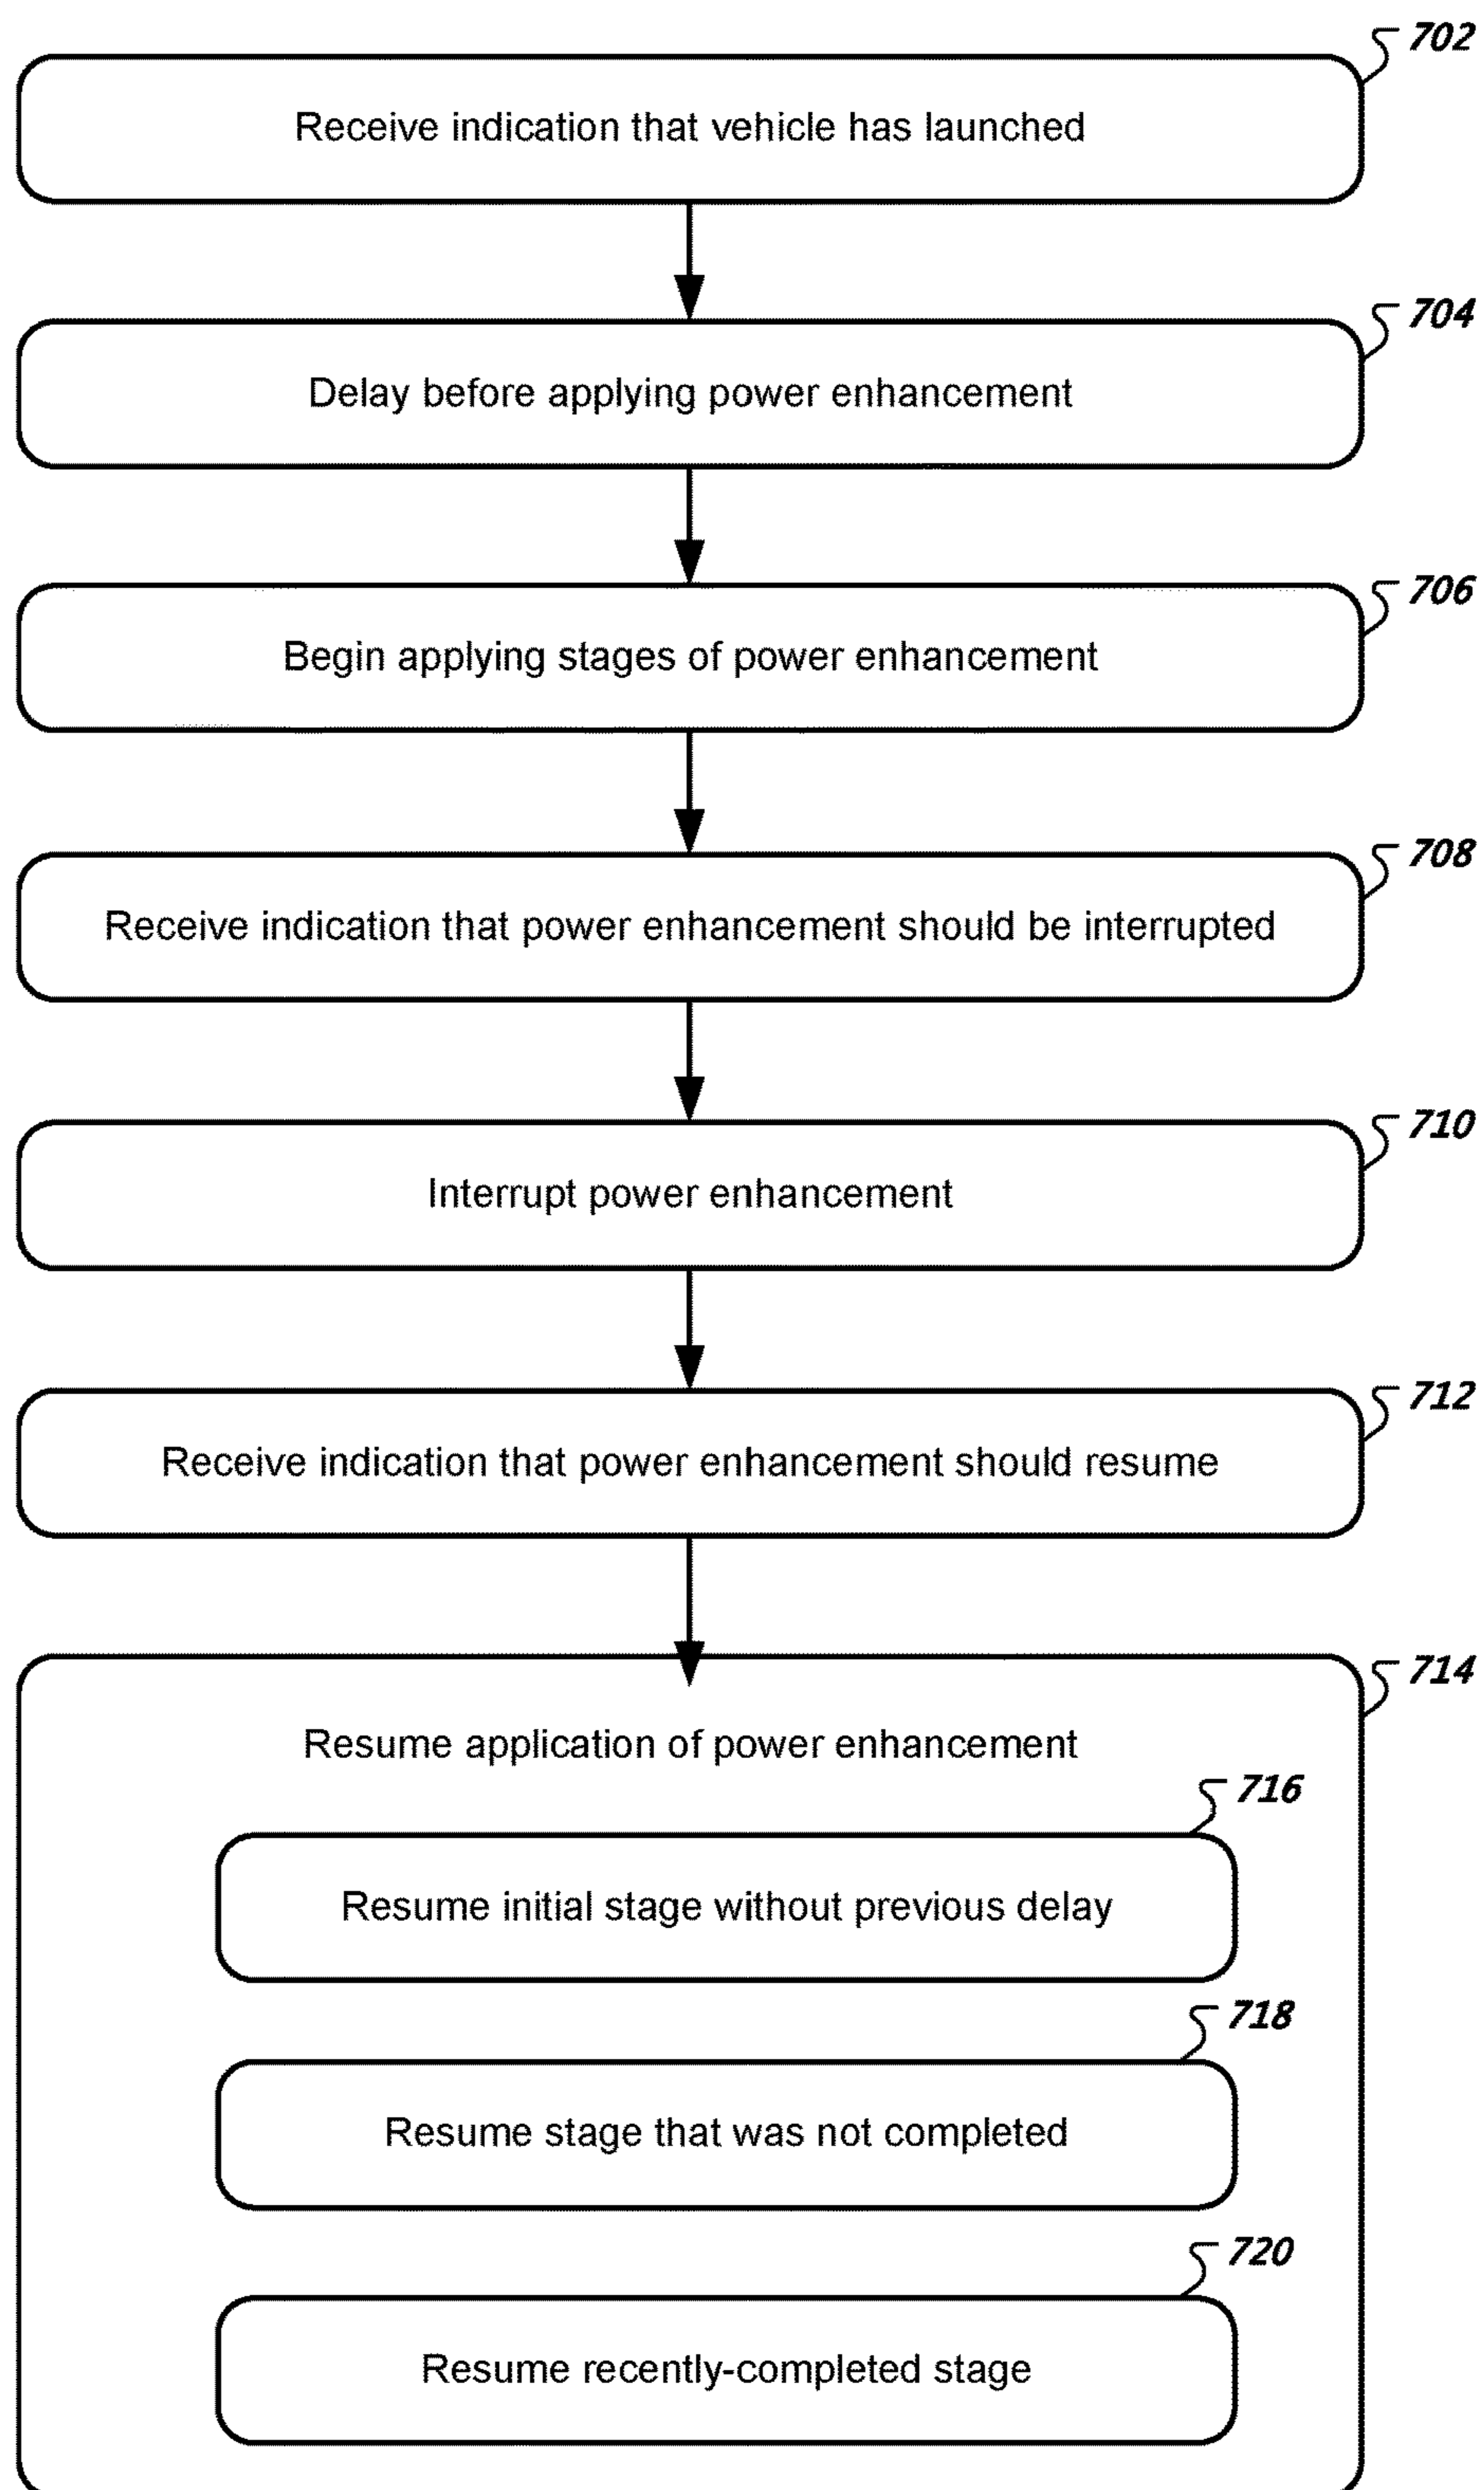 702
Receive indication that vehicle has launched
704
Delay before applying power enhancement
706
Begin applying stages of power enhancement
708
Receive indication that power enhancement should be interrupted
710
Interrupt power enhancement
712
Receive indication that power enhancement should resume
714
Resume application of power enhancement
716
Resume initial stage without previous delay
718
Resume stage that was not completed
720
Resume recently-completed stage